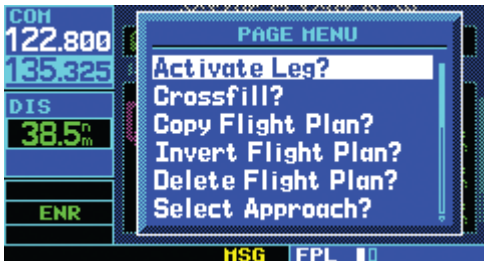 COM
122.800
135.325
DIS
38.5nm
ENR
PAGE MENU
Activate Leg?
Crossfill?
Copy Flight Plan?
Invert Flight Plan?
Delete Flight Plan?
Select Approach?
MSG FPL